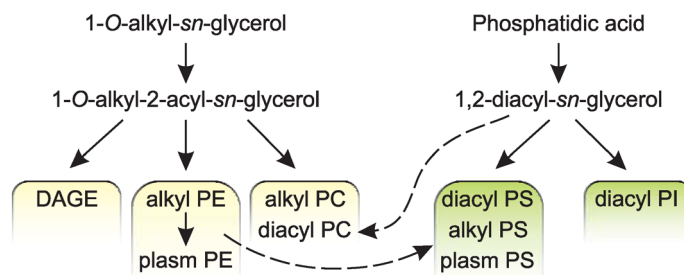 1-O-alkyl-sn-glycerol
Phosphatidic acid
1-O-alkyl-2-acyl-sn-glycerol
1,2-diacyl-sn-glycerol
DAGE
alkyl PE
plasm PE
alkyl PC
diacyl PC
diacyl PS
alkyl PS
plasm PS
diacyl PI